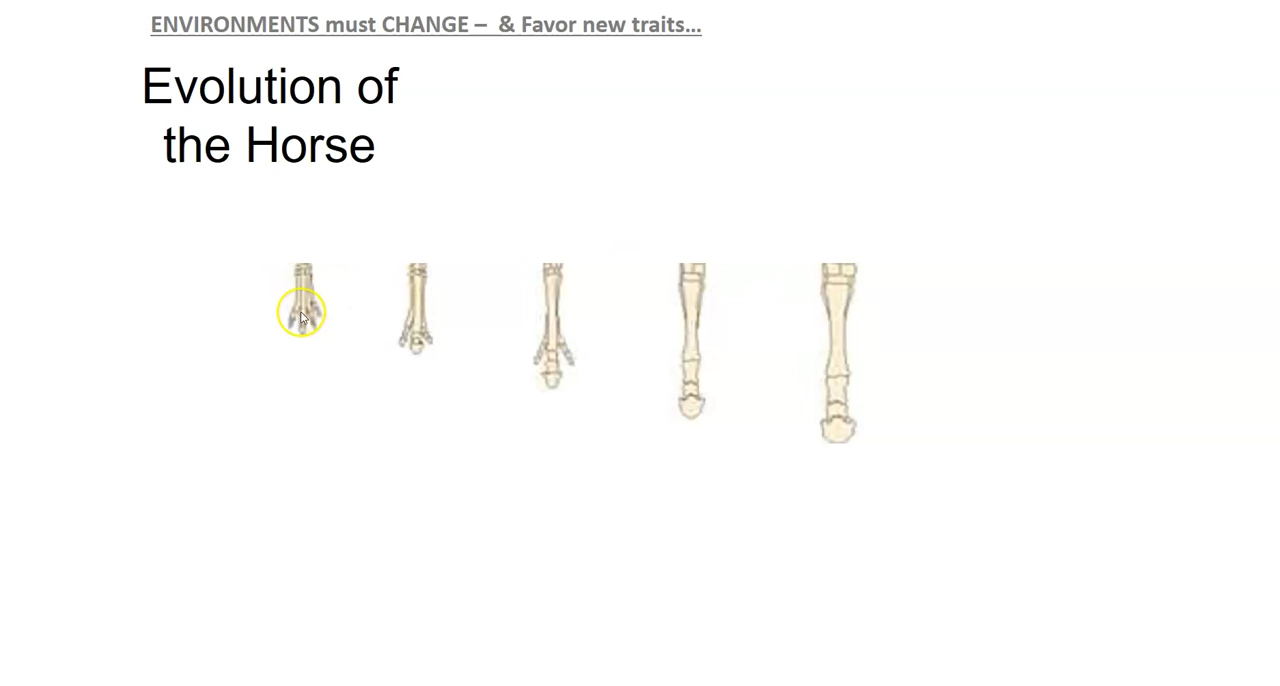 ENVIRONMENTS must CHANGE – & Favor new traits...
Evolution of
the Horse